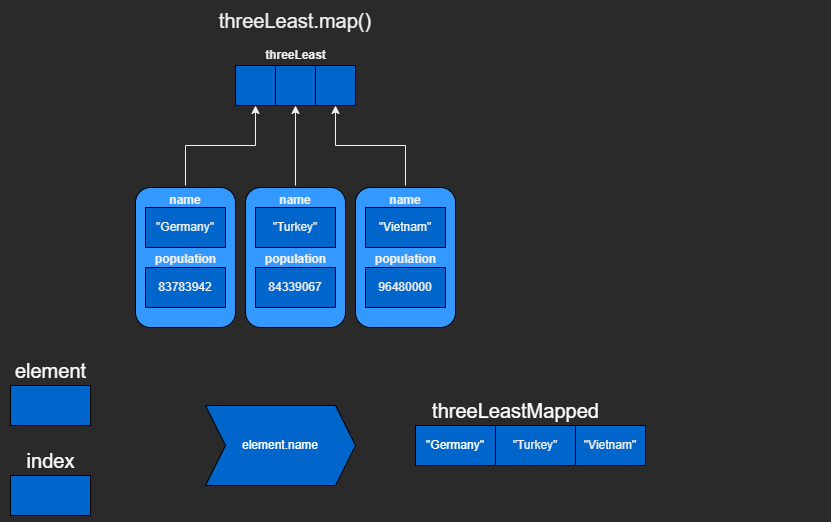 threeLeast.map()
threeLeast
name name name
"Germany" "Turkey" "Vietnam"
population population population
83783942 84339067 96480000
element
index
element.name
threeLeastMapped
"Germany" "Turkey" "Vietnam"